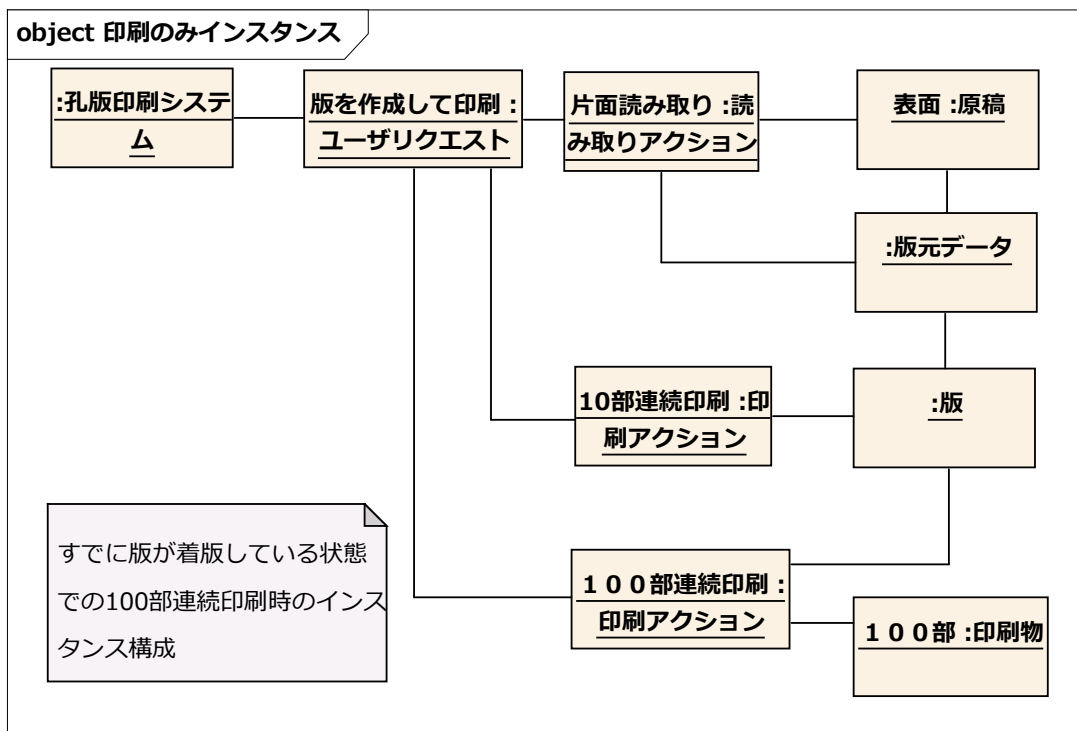 object 印刷のみインスタンス
:孔版印刷システ
ム
版を作成して印刷 :
ユーザリクエスト
片面読み取り :読
み取りアクション
表面 :原稿
:版元データ
10部連続印刷 :印
刷アクション
:版
すでに版が着版している状態
での100部連続印刷時のインス
タンス構成
１００部連続印刷 :
印刷アクション
１００部 :印刷物